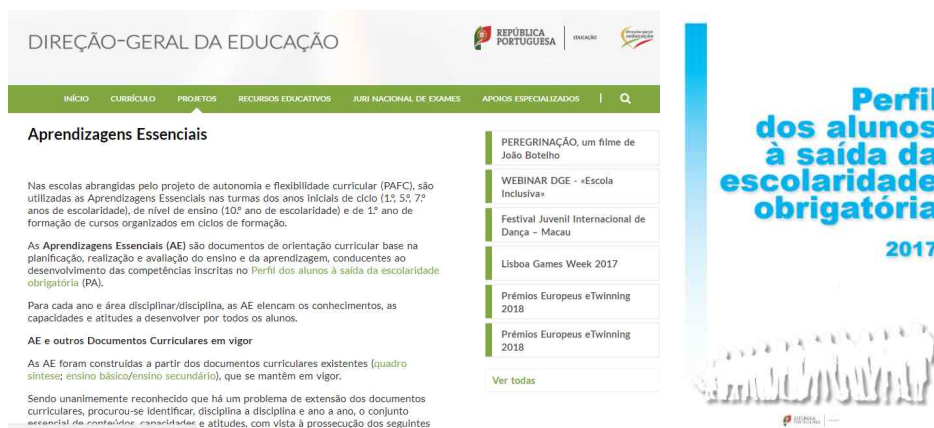 DIREÇÃO-GERAL DA EDUCAÇÃO
REPÚBLICA
PORTUGUESA
EDUCAÇÃO
INÍCIO CURRÍCULO PROJETOS RECURSOS EDUCATIVOS JURI NACIONAL DE EXAMES APOIOS ESPECIALIZADOS
Aprendizagens Essenciais
Nas escolas abrangidas pelo projeto de autonomia e flexibilidade curricular (PAFC), são
utilizadas as Aprendizagens Essenciais nas turmas dos anos iniciais de ciclo (1.º, 5.º, 7.º
anos de escolaridade), de nível de ensino (10.º ano de escolaridade) e de 1.º ano de
formação de cursos organizados em ciclos de formação.
As Aprendizagens Essenciais (AE) são documentos de orientação curricular base na
planificação, realização e avaliação do ensino e da aprendizagem, conducentes ao
desenvolvimento das competências inscritas no Perfil dos alunos à saída da escolaridade
obrigatória (PA).
Para cada ano e área disciplinar/disciplina, as AE elencam os conhecimentos, as
capacidades e atitudes a desenvolver por todos os alunos.
AE e outros Documentos Curriculares em vigor
As AE foram construídas a partir dos documentos curriculares existentes (quadro
síntese; ensino básico/ensino secundário), que se mantêm em vigor.
Sendo unanimemente reconhecido que há um problema de extensão dos documentos
curriculares, procurou-se identificar, disciplina a disciplina e ano a ano, o conjunto
essencial de conteúdos, capacidades e atitudes, com vista à prossecução dos seguintes
PEREGRINAÇÃO, um filme de
João Botelho
WEBINAR DGE - «Escola
Inclusiva»
Festival Juvenil Internacional de
Dança – Macau
Lisboa Games Week 2017
Prémios Europeus eTwinning
2018
Prémios Europeus eTwinning
2018
Ver todas
Perfil
dos alunos
à saída da
escolaridade
obrigatória
2017